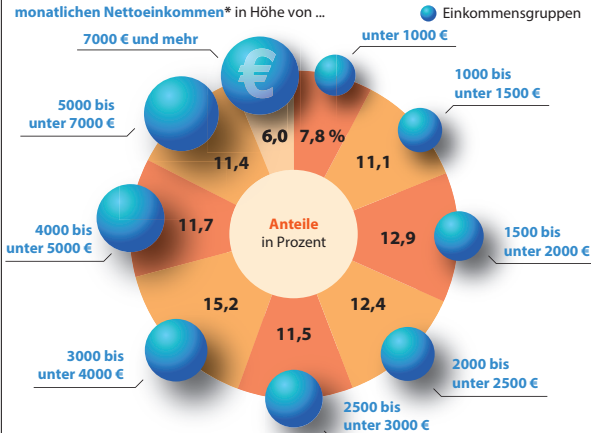 monatlichen Nettoeinkommen* in Höhe von ...
Einkommensgruppen
7000 € und mehr
unter 1000 €
€
1000 bis
unter 1500 €
5000 bis
unter 7000 €
6,0
7,8 %
11,4
11,1
4000 bis
unter 5000 €
11,7
Anteile
in Prozent
12,9
1500 bis
unter 2000 €
15,2
12,4
11,5
3000 bis
unter 4000 €
2000 bis
unter 2500 €
2500 bis
unter 3000 €